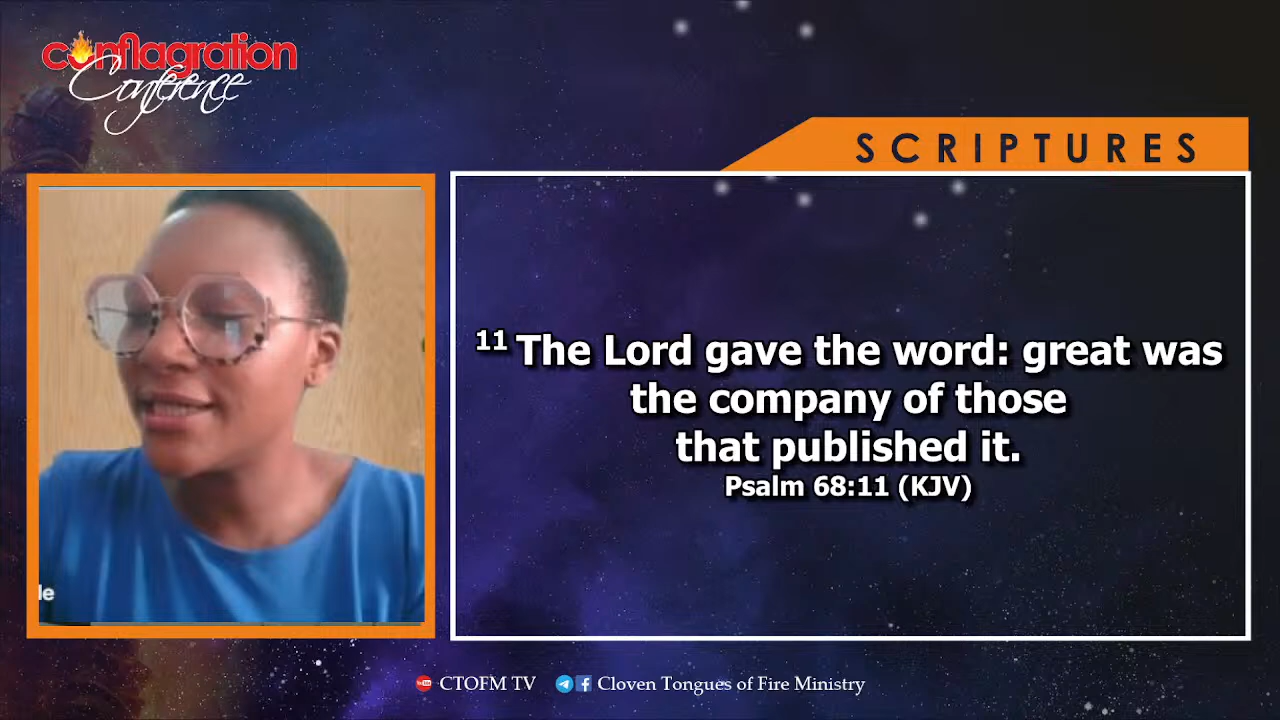 conflagration
Conference
SCRIPTURES
11 The Lord gave the word: great was
the company of those
that published it.
Psalm 68:11 (KJV)
le
CTOFM TV Cloven Tongues of Fire Ministry